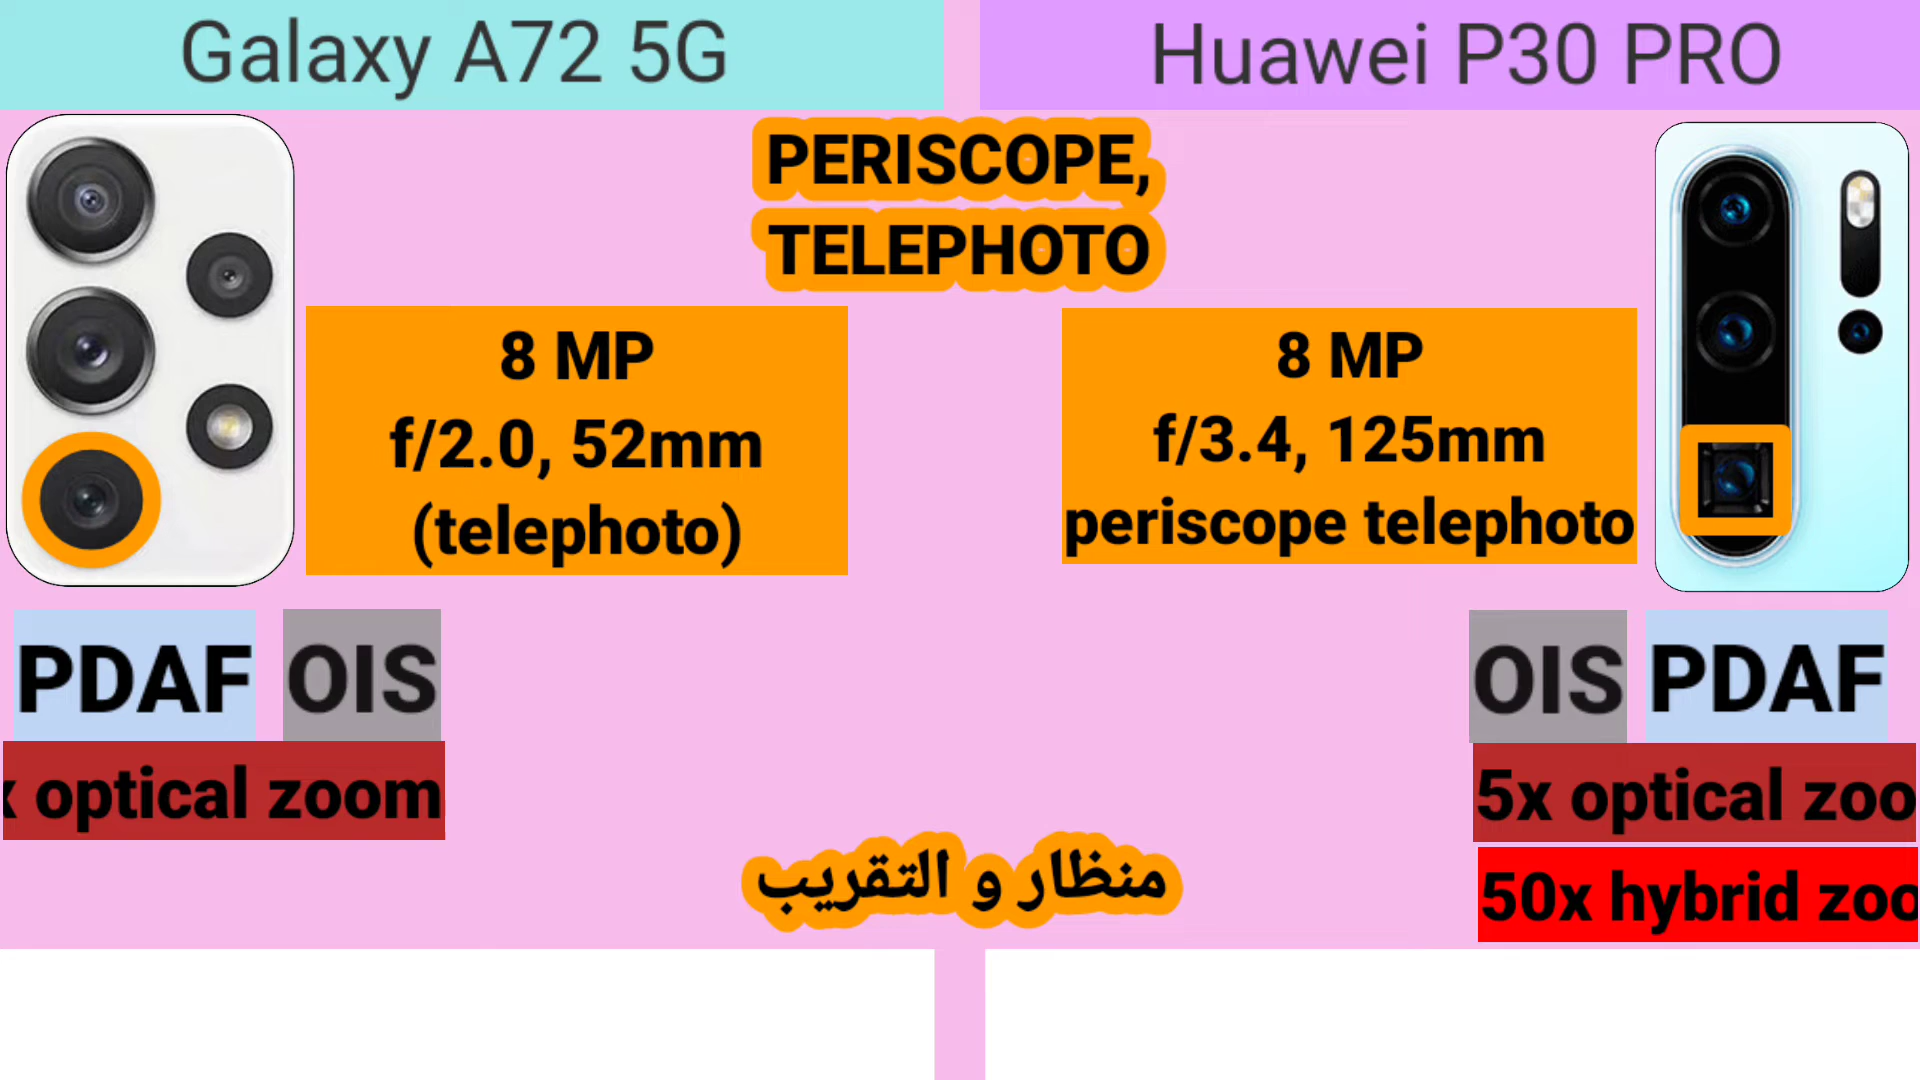 Galaxy A72 5G
Huawei P30 PRO
PERISCOPE,
TELEPHOTO
8 MP
f/2.0, 52mm
(telephoto)
8 MP
f/3.4, 125mm
periscope telephoto
PDAF OIS
OIS PDAF
x optical zoom
5x optical zoo
50x hybrid zoo
منظار و التقريب